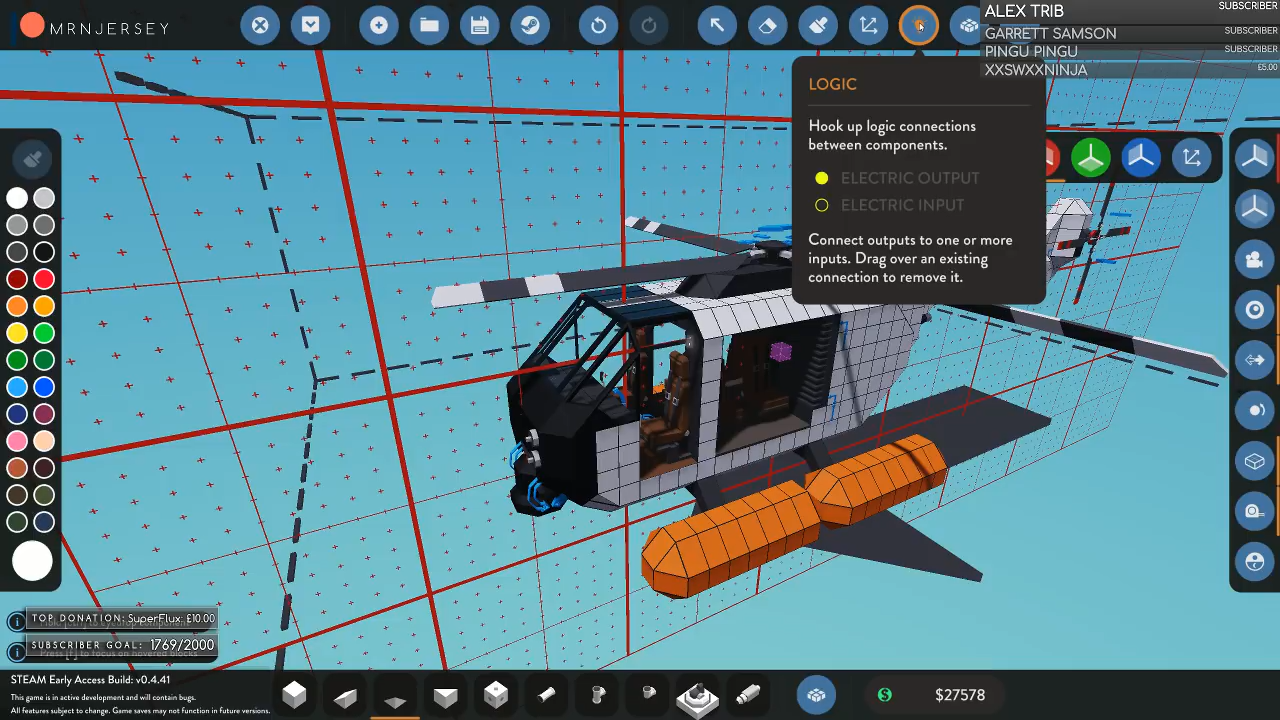 MRNJERSEY
ALEX TRIB
SUBSCRIBER
GARRETT SAMSON
SUBSCRIBER
PINGU PINGU
SUBSCRIBER
XXSWXXNINJA
£5.00
LOGIC
Hook up logic connections
between components.
ELECTRIC OUTPUT
ELECTRIC INPUT
Connect outputs to one or more
inputs. Drag over an existing
connection to remove it.
TOP DONATION: SuperFlux: £10.00
SUBSCRIBER GOAL: 1769/2000
STEAM Early Access Build: v0.4.41
This game is in active development and will contain bugs.
All features subject to change. Game saves may not function in future versions.
$
$27578